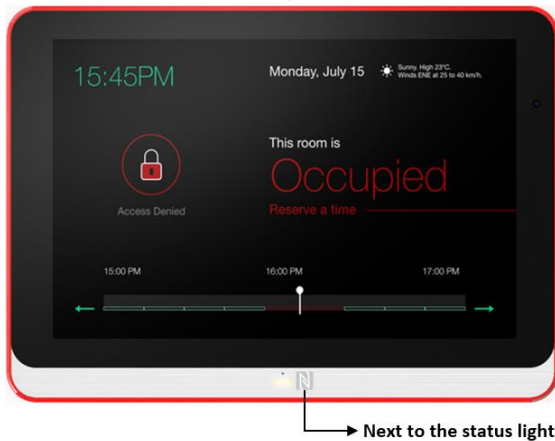 15:45PM
Monday, July 15
Sunny. High 23°C.
Winds ENE at 25 to 40 km/h.
This room is
Occupied
Access Denied
Reserve a time
15:00 PM
16:00 PM
17:00 PM
Next to the status light